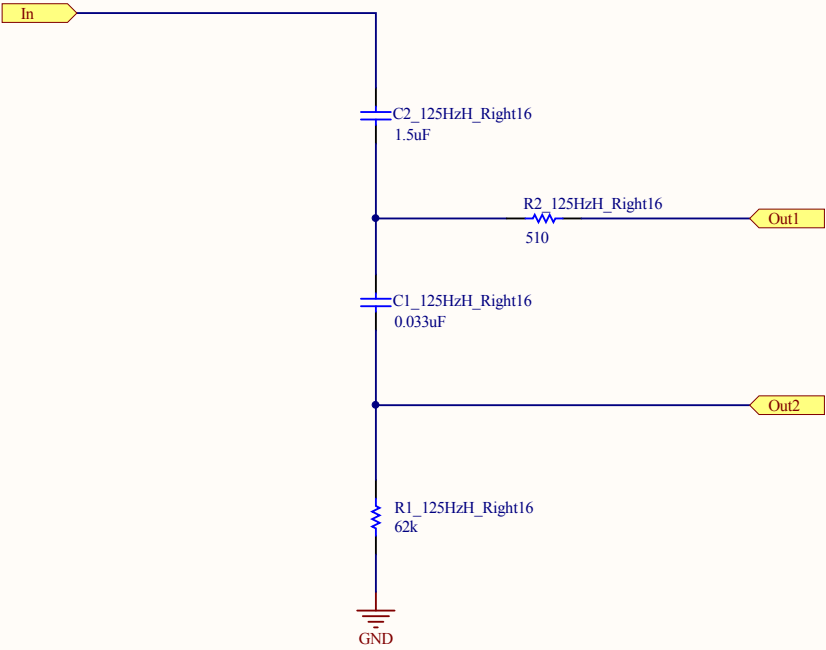 In
C2_125HzH_Right16
1.5uF
R2_125HzH_Right16
Out1
510
C1_125HzH_Right16
0.033uF
Out2
R1_125HzH_Right16
62k
GND